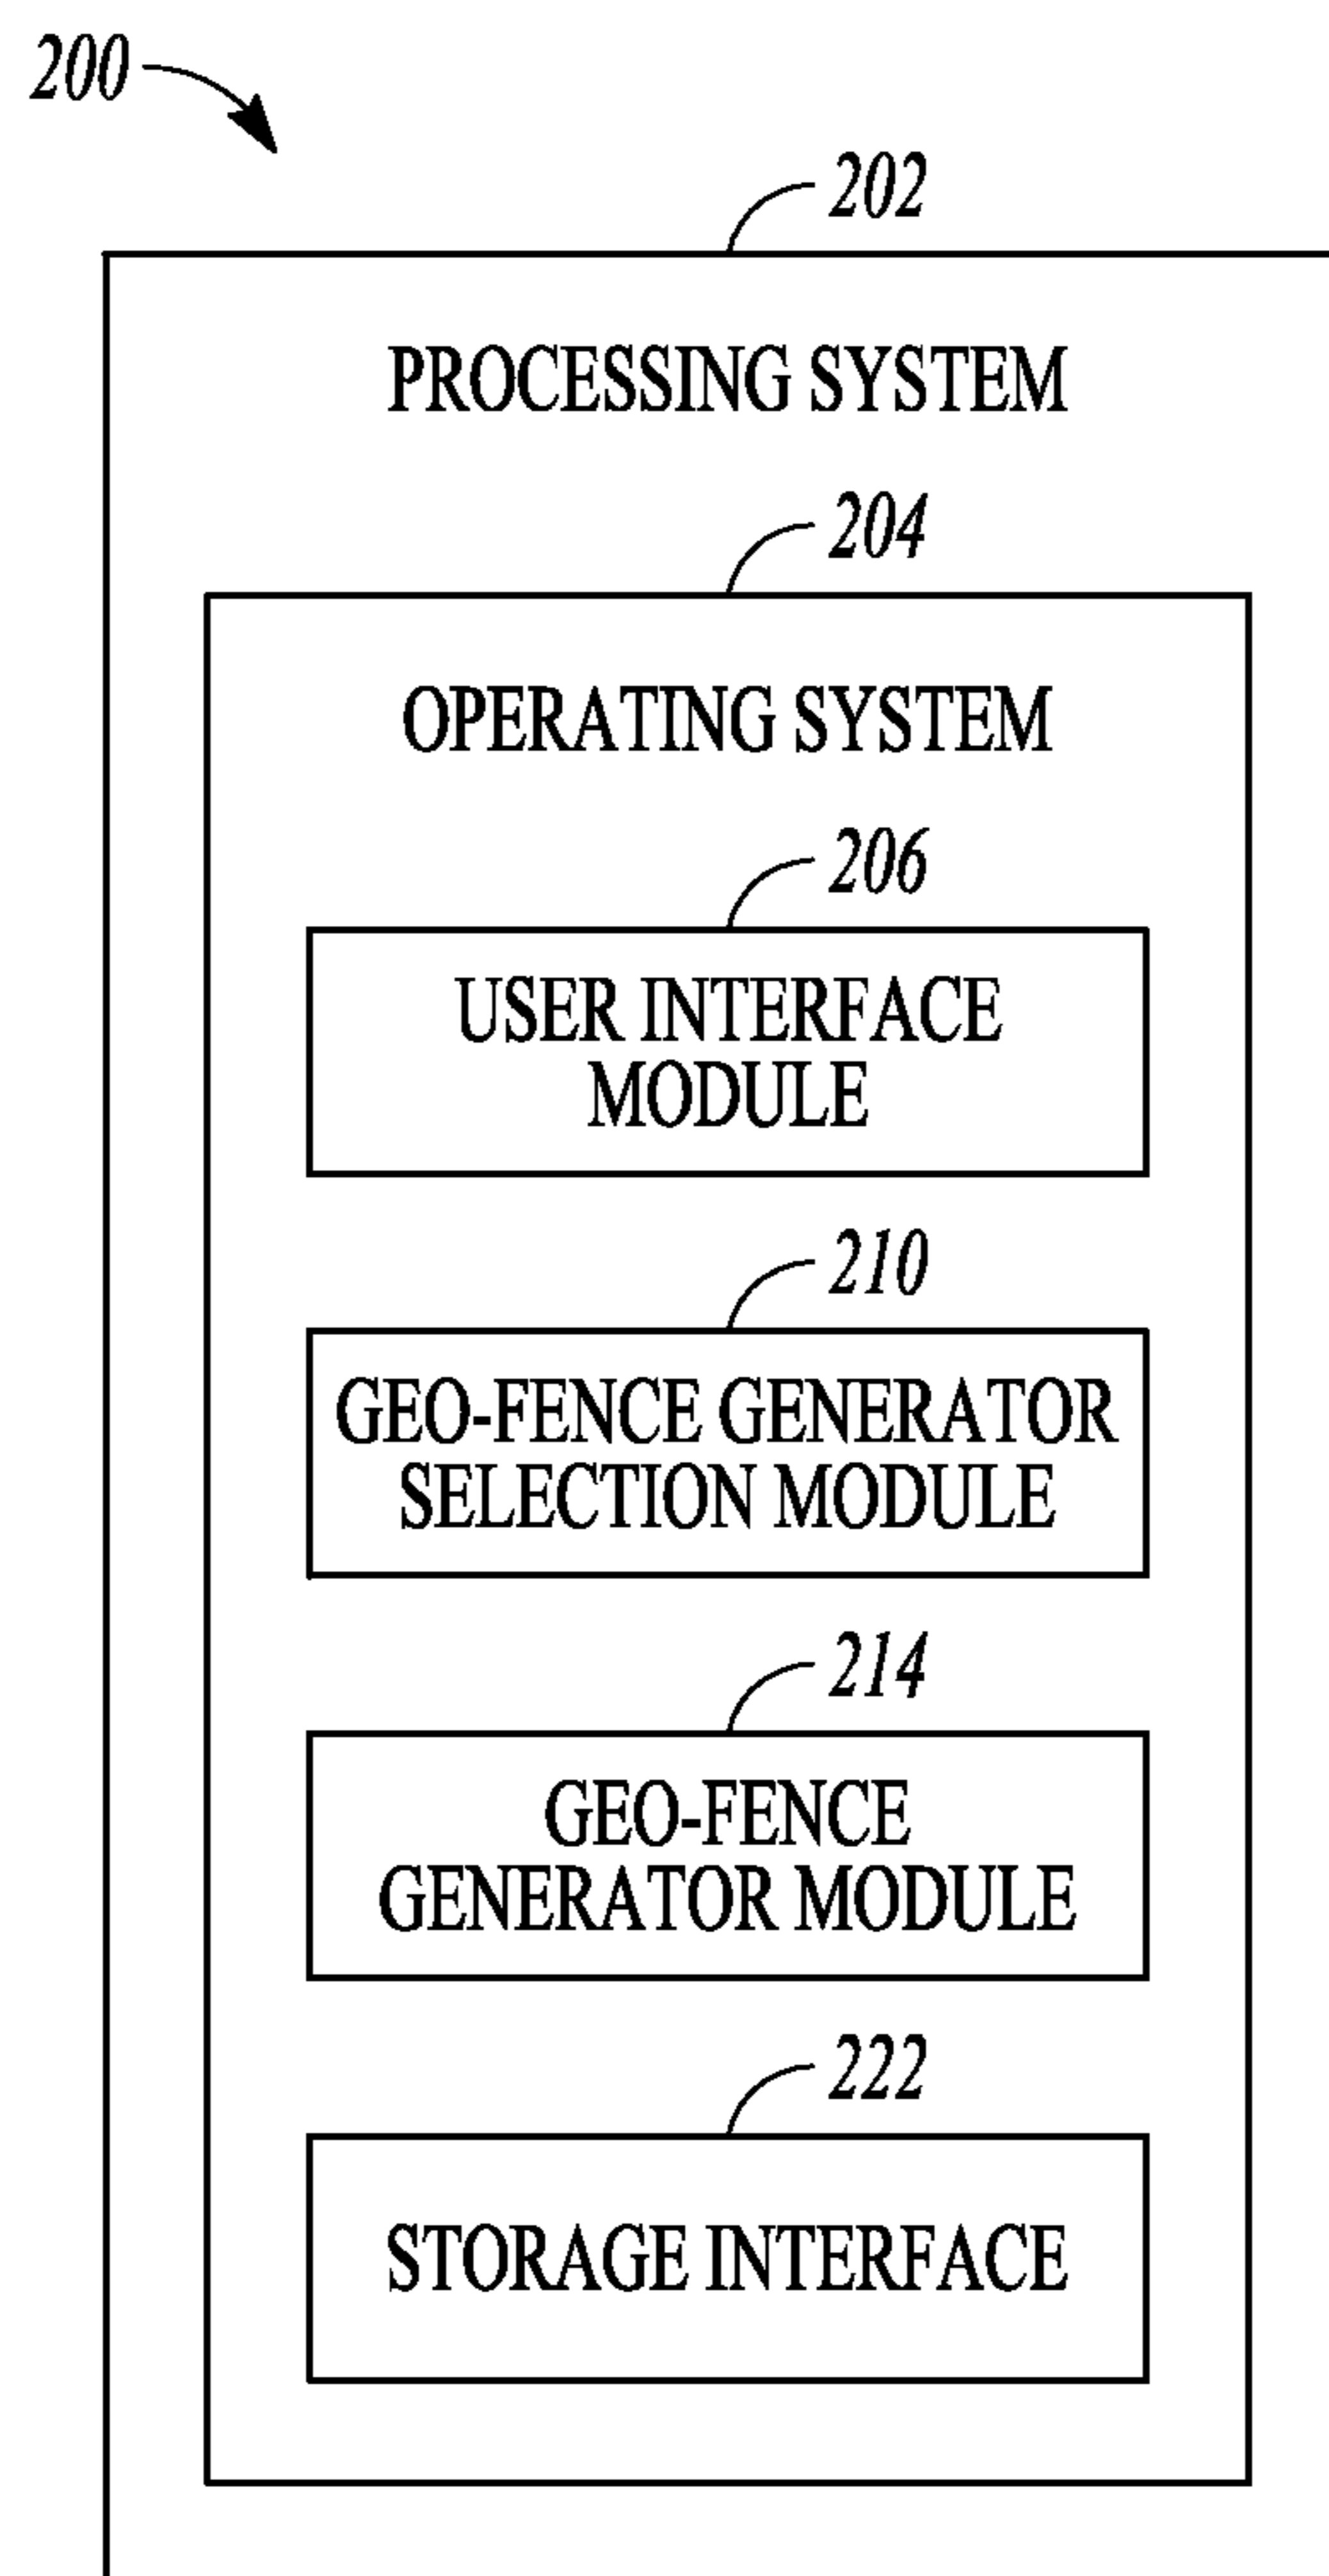 200
202
PROCESSING SYSTEM
204
OPERATING SYSTEM
206
USER INTERFACE
MODULE
210
GEO-FENCE GENERATOR
SELECTION MODULE
214
GEO-FENCE
GENERATOR MODULE
222
STORAGE INTERFACE